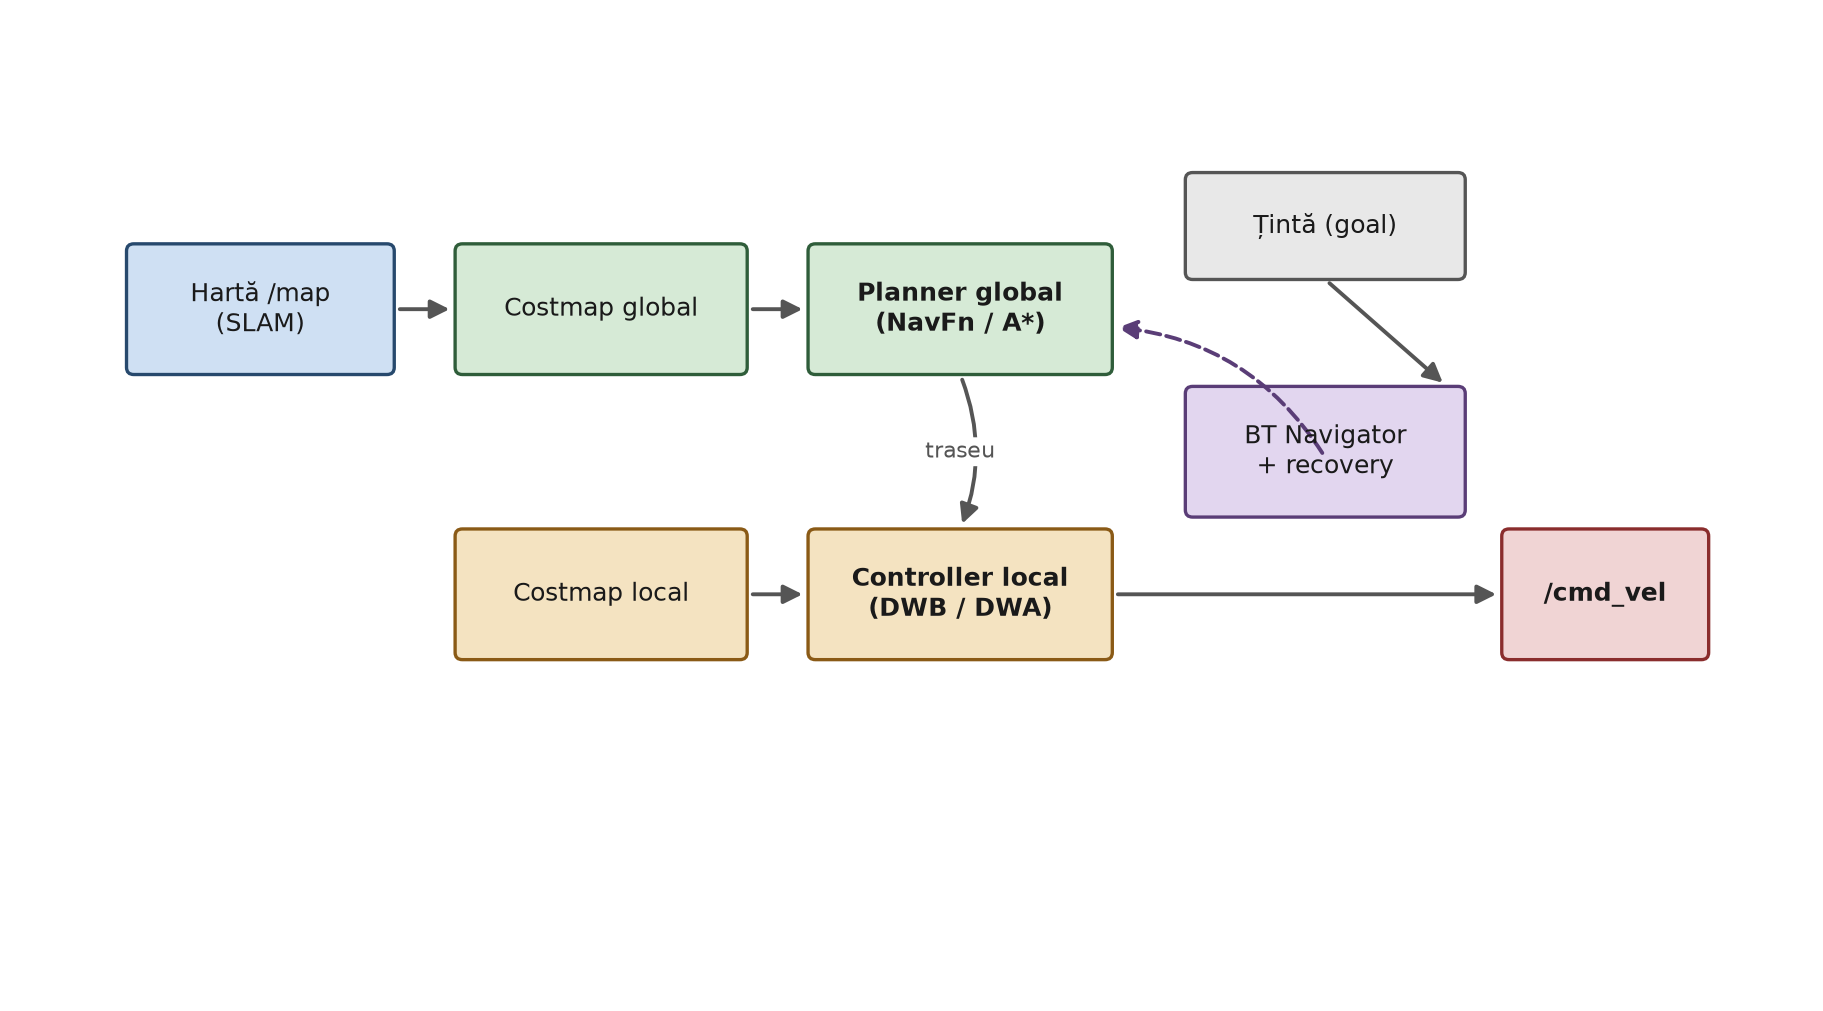 Țintă (goal)
Hartă /map
(SLAM)
Costmap global
Planner global
(NavFn / A*)
BT Navigator
+ recovery
traseu
Costmap local
Controller local
(DWB / DWA)
/cmd_vel